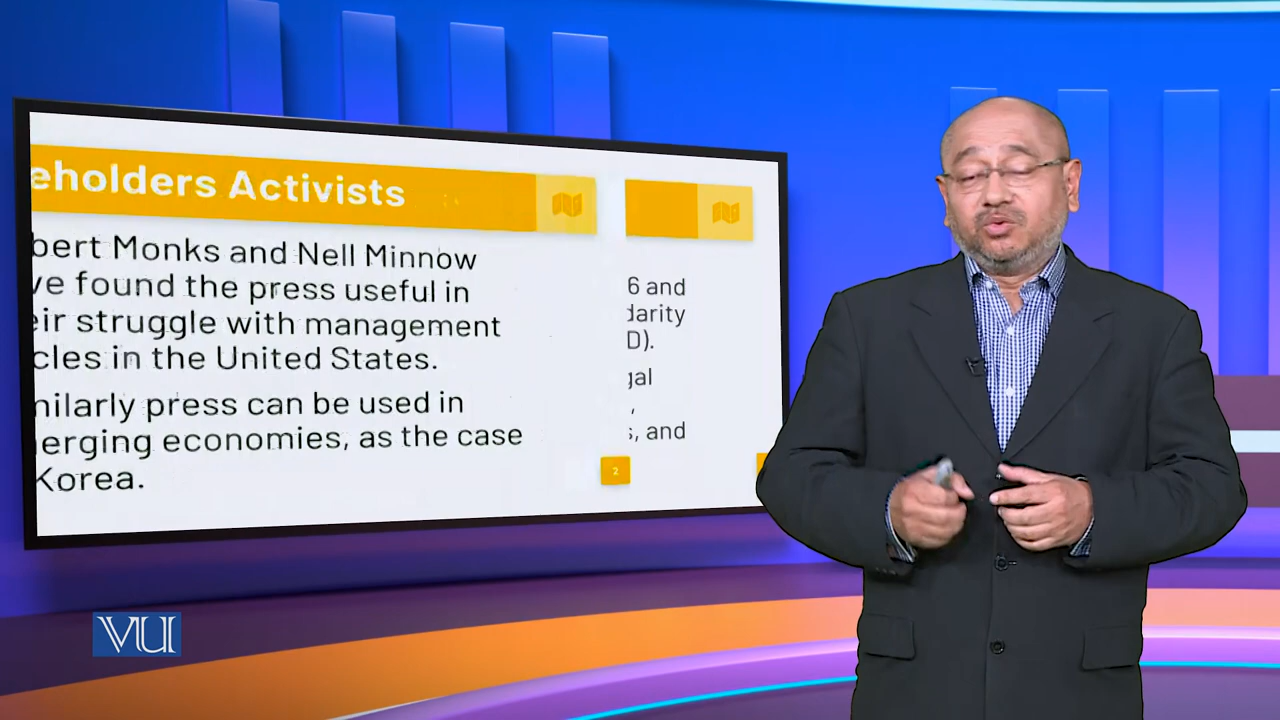 eholders Activists
bert Monks and Nell Minnow
ve found the press useful in
eir struggle with management
cles in the United States.
nilarly press can be used in
erging economies, as the case
Korea.
2
6 and
darity
D).
gal
,
s, and
VU